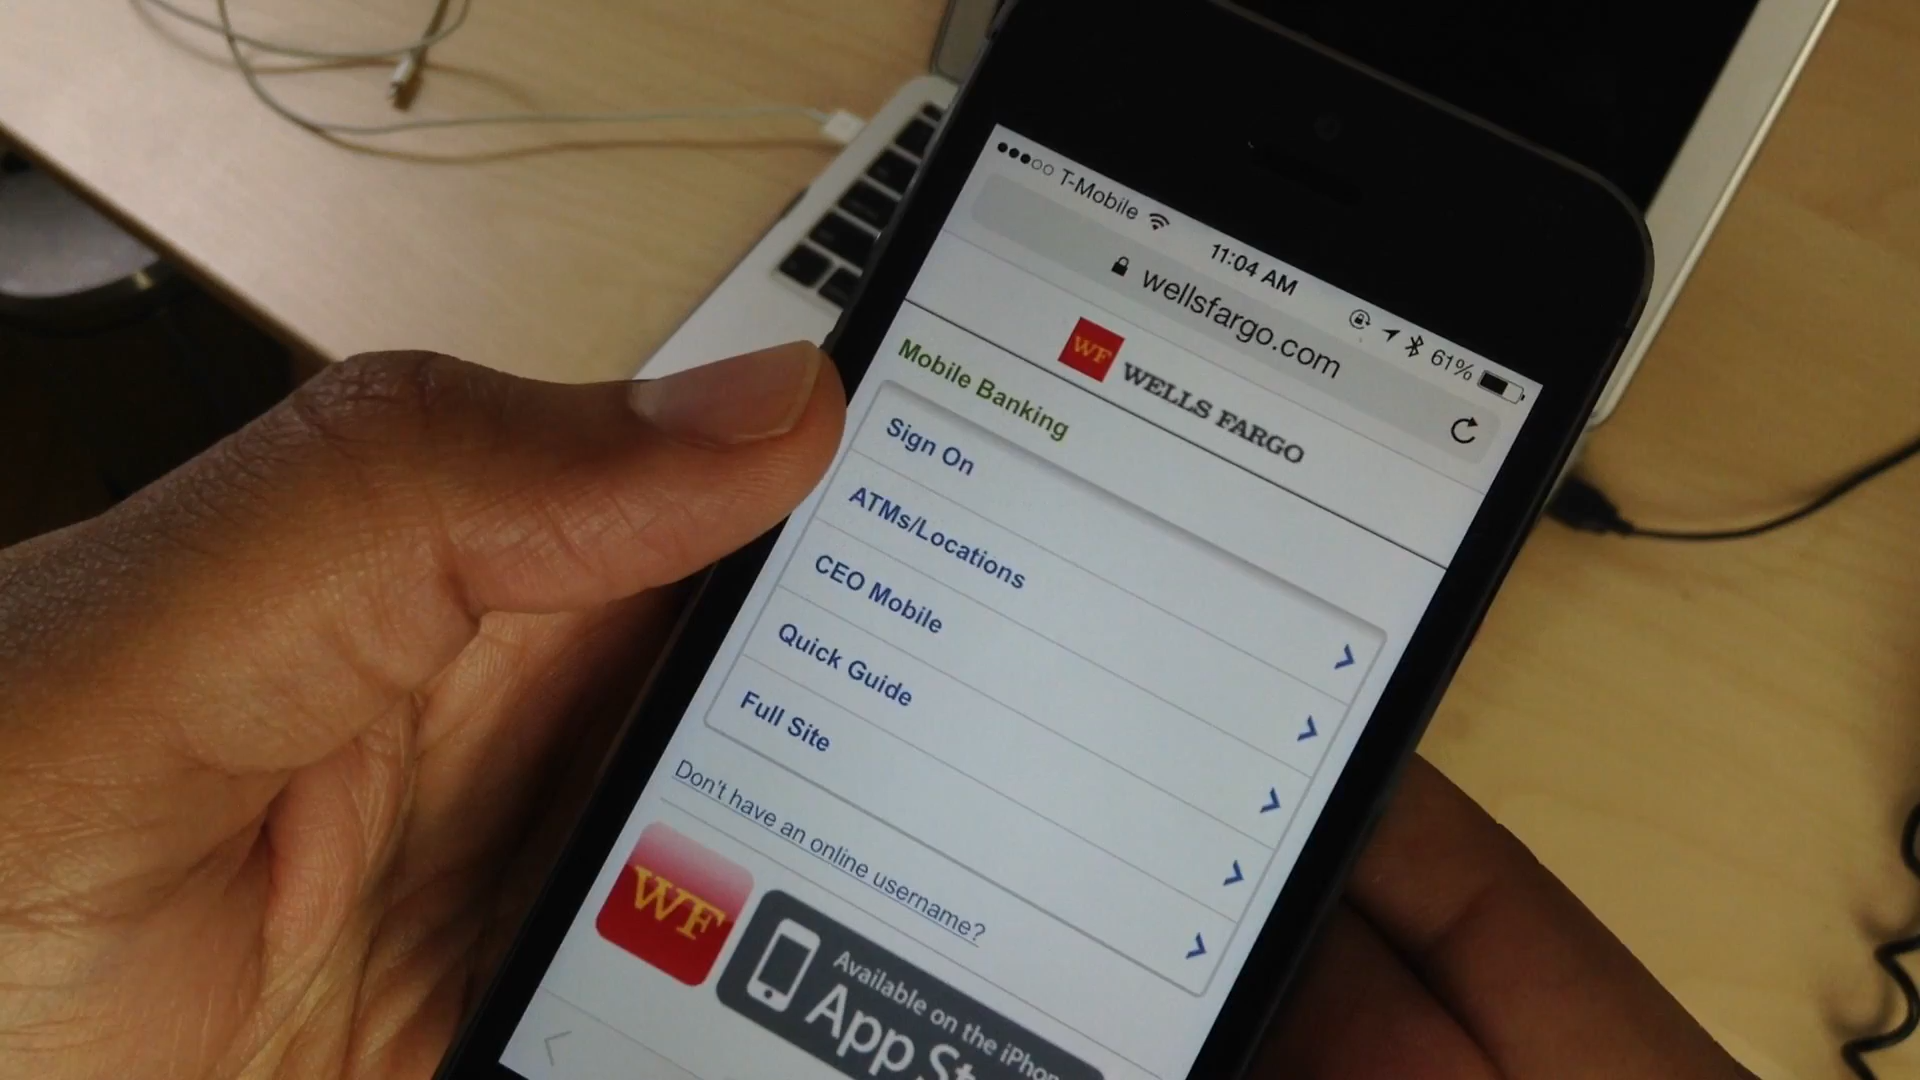 T-Mobile 11:04 AM 61%
wellsfargo.com
WF WELLS FARGO
Mobile Banking
Sign On
ATMs/Locations
CEO Mobile
Quick Guide
Full Site
Don't have an online username?
WF
Available on the iPhon
App St